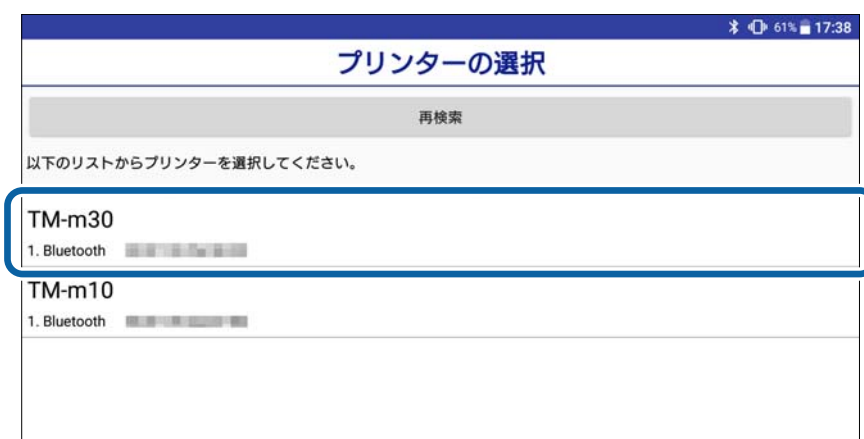 61% 17:38
プリンターの選択
再検索
以下のリストからプリンターを選択してください。
TM-m30
1. Bluetooth
TM-m10
1. Bluetooth